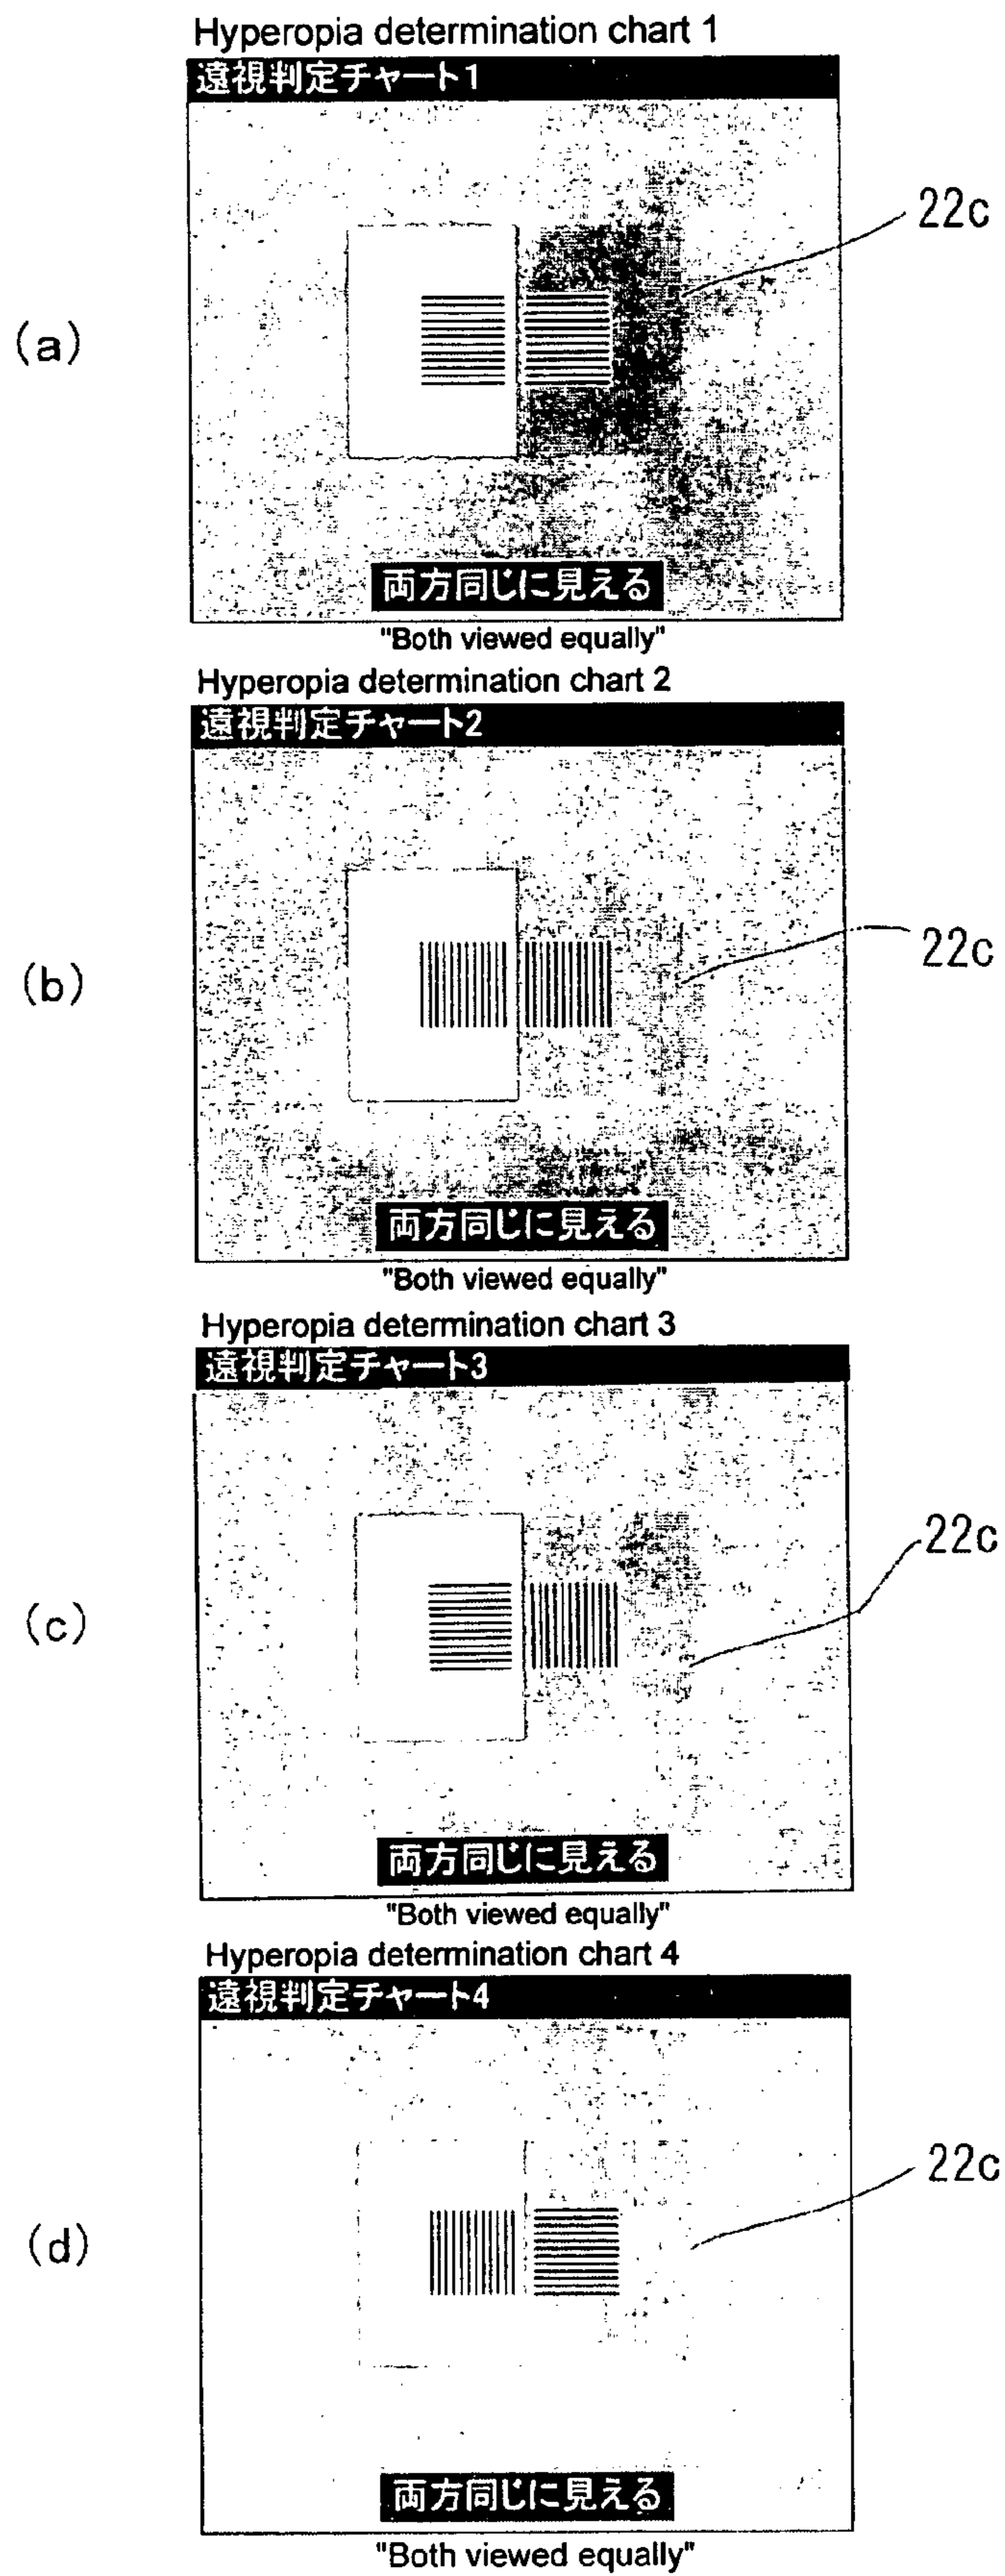 Hyperopia determination chart 1
遠視判定チャート1
22c
(a)
両方同じに見える
"Both viewed equally"
Hyperopia determination chart 2
遠視判定チャート2
22c
(b)
両方同じに見える
"Both viewed equally"
Hyperopia determination chart 3
遠視判定チャート3
22c
(c)
両方同じに見える
"Both viewed equally"
Hyperopia determination chart 4
遠視判定チャート4
22c
(d)
両方同じに見える
"Both viewed equally"